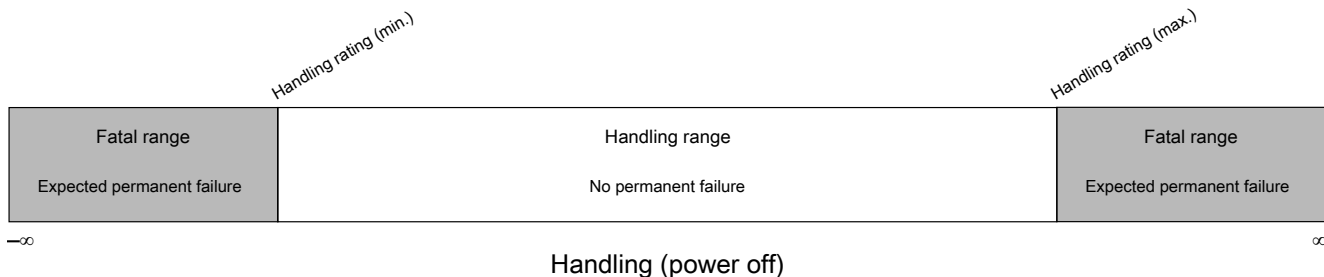 Handling rating (min.)
Handling rating (max.)
Fatal range
Handling range
Fatal range
Expected permanent failure
No permanent failure
Expected permanent failure
–∞
∞
Handling (power off)